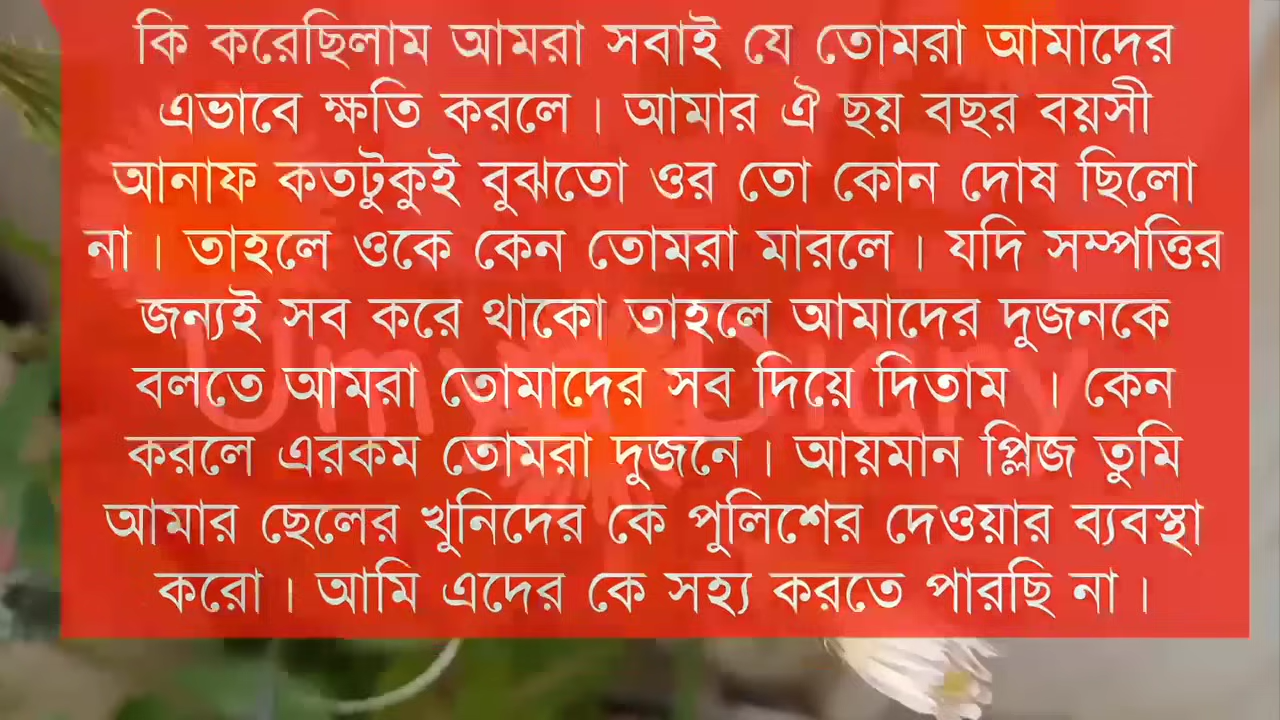 কি করেছিলাম আমরা সবাই যে তোমরা আমাদের
এভাবে ক্ষতি করলে । আমার ঐ ছয় বছর বয়সী
আনাফ কতটুকুই বুঝতো ওর তো কোন দোষ ছিলো
না । তাহলে ওকে কেন তোমরা মারলে । যদি সম্পত্তির
জন্যই সব করে থাকো তাহলে আমাদের দুজনকে
বলতে আমরা তোমাদের সব দিয়ে দিতাম । কেন
করলে এরকম তোমরা দুজনে । আয়মান প্লিজ তুমি
আমার ছেলের খুনিদের কে পুলিশের দেওয়ার ব্যবস্থা
করো । আমি এদের কে সহ্য করতে পারছি না ।
Umya Diary